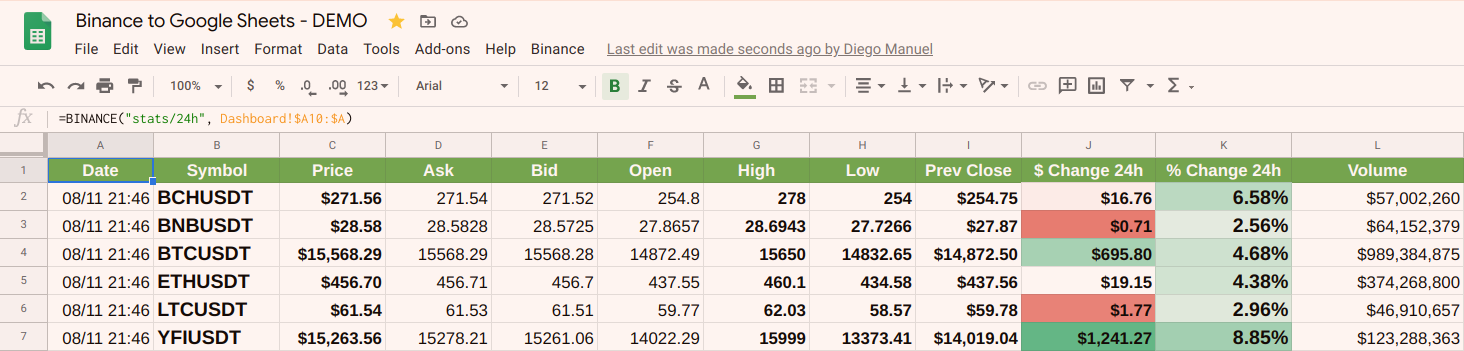 Binance to Google Sheets - DEMO
File Edit View Insert Format Data Tools Add-ons Help Binance Last edit was made seconds ago by Diego Manuel
100% $ % .0 .00 123 Arial 12 B I S A Σ
fx =BINANCE("stats/24h", Dashboard!$A10:$A)
A B C D E F G H I J K L
1 Date Symbol Price Ask Bid Open High Low Prev Close $ Change 24h % Change 24h Volume
2 08/11 21:46 BCHUSDT $271.56 271.54 271.52 254.8 278 254 $254.75 $16.76 6.58% $57,002,260
3 08/11 21:46 BNBUSDT $28.58 28.5828 28.5725 27.8657 28.6943 27.7266 $27.87 $0.71 2.56% $64,152,379
4 08/11 21:46 BTCUSDT $15,568.29 15568.29 15568.28 14872.49 15650 14832.65 $14,872.50 $695.80 4.68% $989,384,875
5 08/11 21:46 ETHUSDT $456.70 456.71 456.7 437.55 460.1 434.58 $437.56 $19.15 4.38% $374,268,800
6 08/11 21:46 LTCUSDT $61.54 61.53 61.51 59.77 62.03 58.57 $59.78 $1.77 2.96% $46,910,657
7 08/11 21:46 YFIUSDT $15,263.56 15278.21 15261.06 14022.29 15999 13373.41 $14,019.04 $1,241.27 8.85% $123,288,363